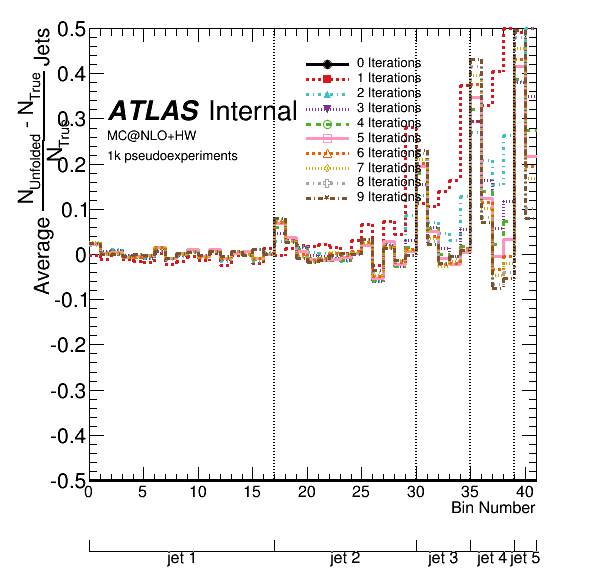 Average N_Unfolded - N_True / N_True Jets
0.5
0.4
0.3
0.2
0.1
0
-0.1
-0.2
-0.3
-0.4
-0.5
ATLAS Internal
MC@NLO+HW
1k pseudoexperiments
0 Iterations
1 Iterations
2 Iterations
3 Iterations
4 Iterations
5 Iterations
6 Iterations
7 Iterations
8 Iterations
9 Iterations
0 5 10 15 20 25 30 35 40
Bin Number
jet 1 jet 2 jet 3 jet 4 jet 5